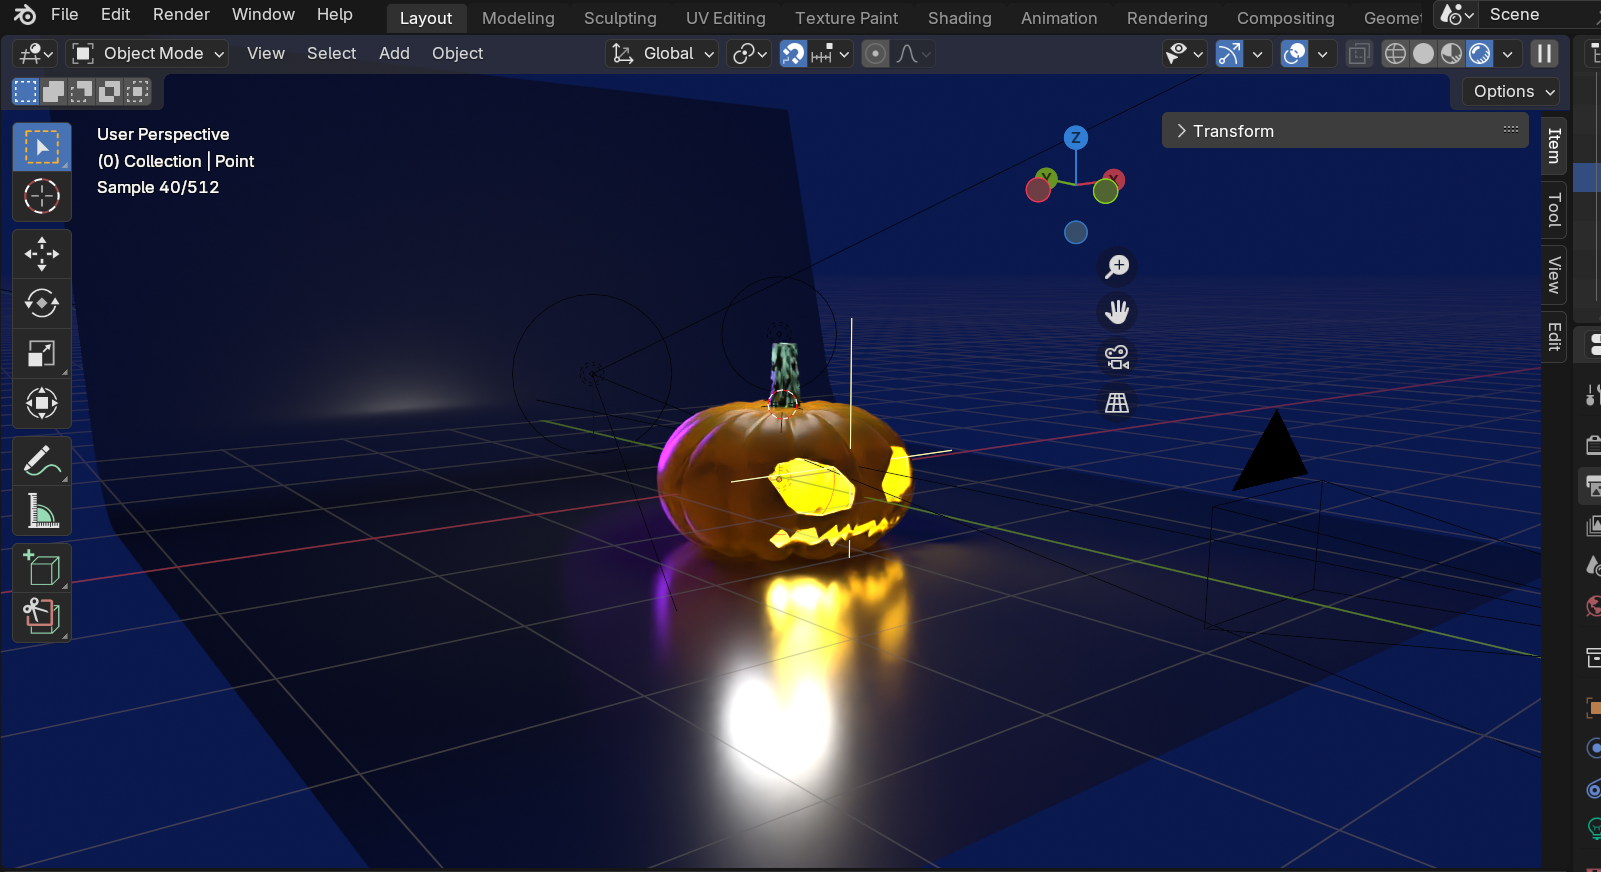 File Edit Render Window Help
Layout Modeling Sculpting UV Editing Texture Paint Shading Animation Rendering Compositing Geomet
Scene
Object Mode View Select Add Object
Global
Options
User Perspective
(0) Collection | Point
Sample 40/512
Z
Y
X
Transform
Item
Tool
View
Edit